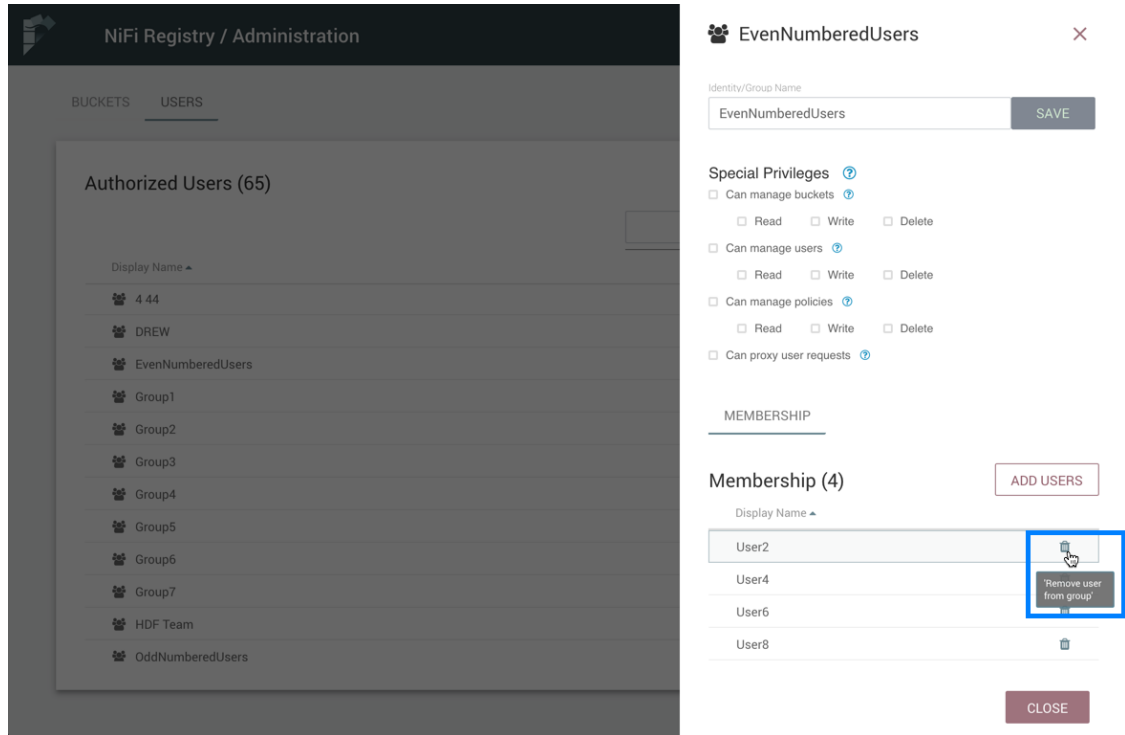 NiFi Registry / Administration
BUCKETS USERS
Authorized Users (65)
Display Name
4 44
DREW
EvenNumberedUsers
Group1
Group2
Group3
Group4
Group5
Group6
Group7
HDF Team
OddNumberedUsers
EvenNumberedUsers
Identity/Group Name
EvenNumberedUsers SAVE
Special Privileges ?
Can manage buckets ?
Read Write Delete
Can manage users ?
Read Write Delete
Can manage policies ?
Read Write Delete
Can proxy user requests ?
MEMBERSHIP
Membership (4) ADD USERS
Display Name
User2
User4
'Remove user
from group'
User6
User8
CLOSE